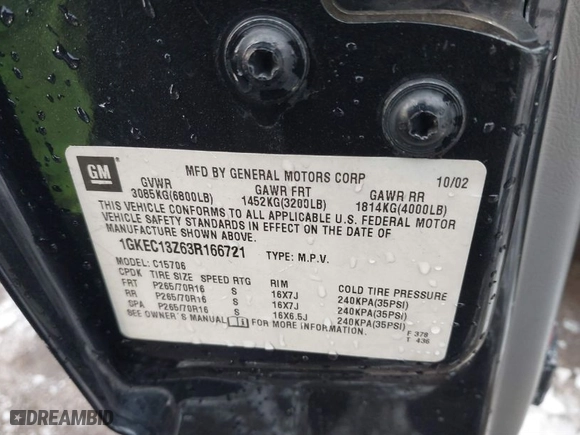 GM
MFD BY GENERAL MOTORS CORP 10/02
GVWR GAWR FRT GAWR RR
3085KG(6800LB) 1452KG(3200LB) 1814KG(4000LB)
THIS VEHICLE CONFORMS TO ALL APPLICABLE U.S. FEDERAL MOTOR
VEHICLE SAFETY STANDARDS IN EFFECT ON THE DATE OF
MANUFACTURE SHOWN ABOVE.
1GKEC13Z63R166721 TYPE: M.P.V.
MODEL: C15706
CPDK TIRE SIZE SPEED RTG RIM COLD TIRE PRESSURE
FRT P265/70R16 S 16X7J 240KPA(35PSI)
RR P265/70R16 S 16X7J 240KPA(35PSI)
SPA P265/70R16 S 16X6.5J 240KPA(35PSI)
SEE OWNER'S MANUAL FOR MORE INFORMATION.
F 379
T 436
DREAMBID